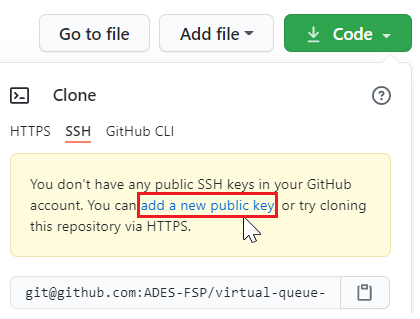 Go to file Add file Code
Clone
HTTPS SSH GitHub CLI
You don't have any public SSH keys in your GitHub
account. You can add a new public key or try cloning
this repository via HTTPS.
git@github.com:ADES-FSP/virtual-queue-